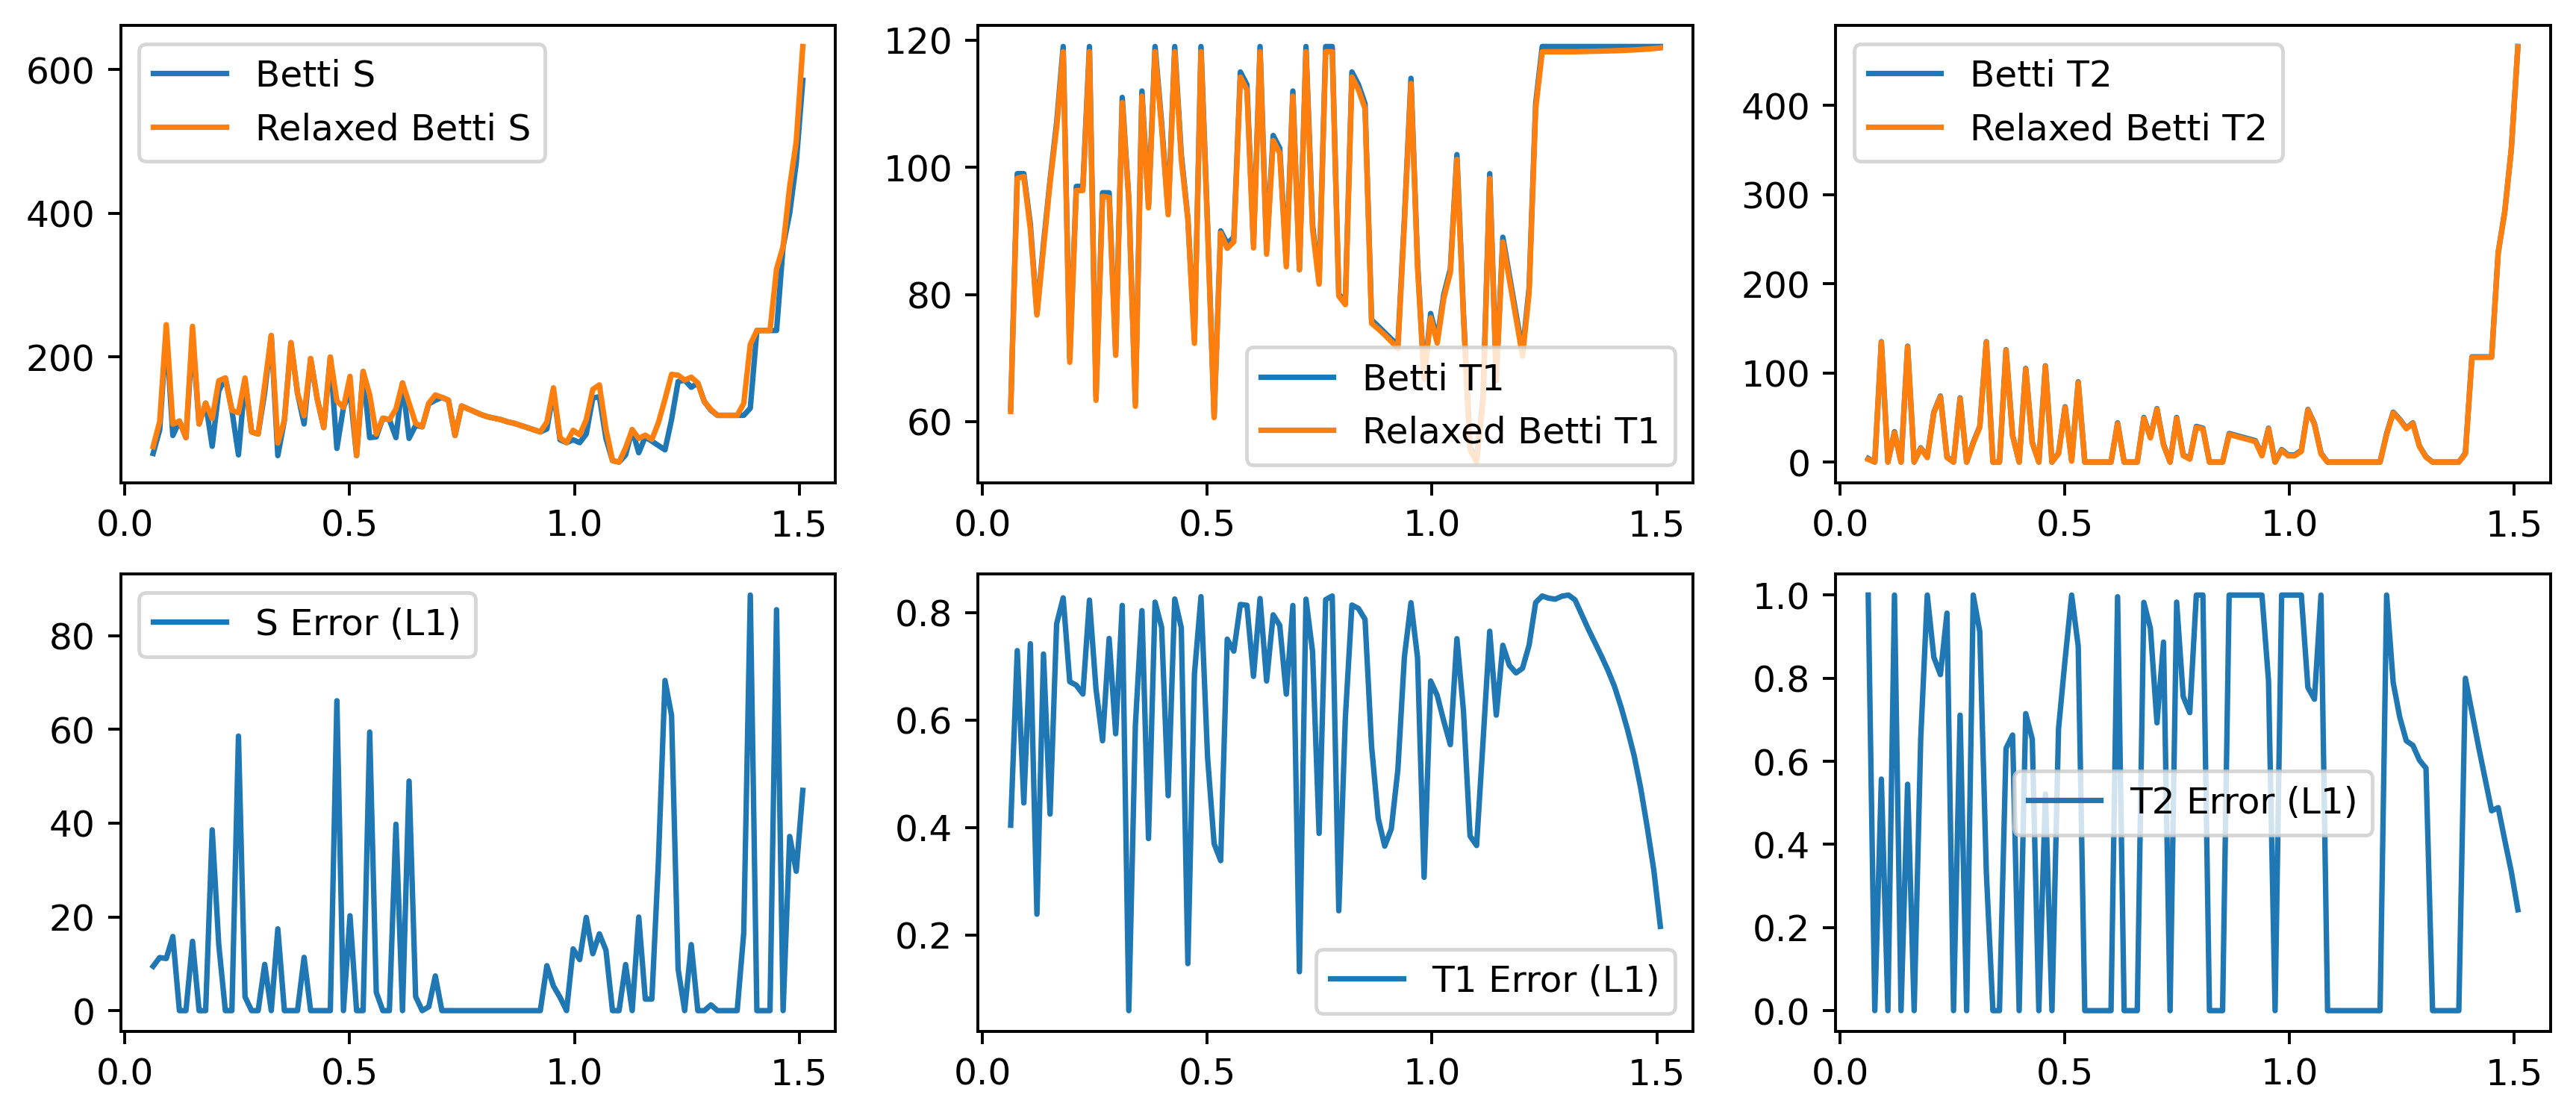 600
400
200
Betti S
Relaxed Betti S
0.0 0.5 1.0 1.5
120
100
80
60
Betti T1
Relaxed Betti T1
0.0 0.5 1.0 1.5
400
300
200
100
0
Betti T2
Relaxed Betti T2
0.0 0.5 1.0 1.5
80
60
40
20
0
S Error (L1)
0.0 0.5 1.0 1.5
0.8
0.6
0.4
0.2
T1 Error (L1)
0.0 0.5 1.0 1.5
1.0
0.8
0.6
0.4
0.2
0.0
T2 Error (L1)
0.0 0.5 1.0 1.5